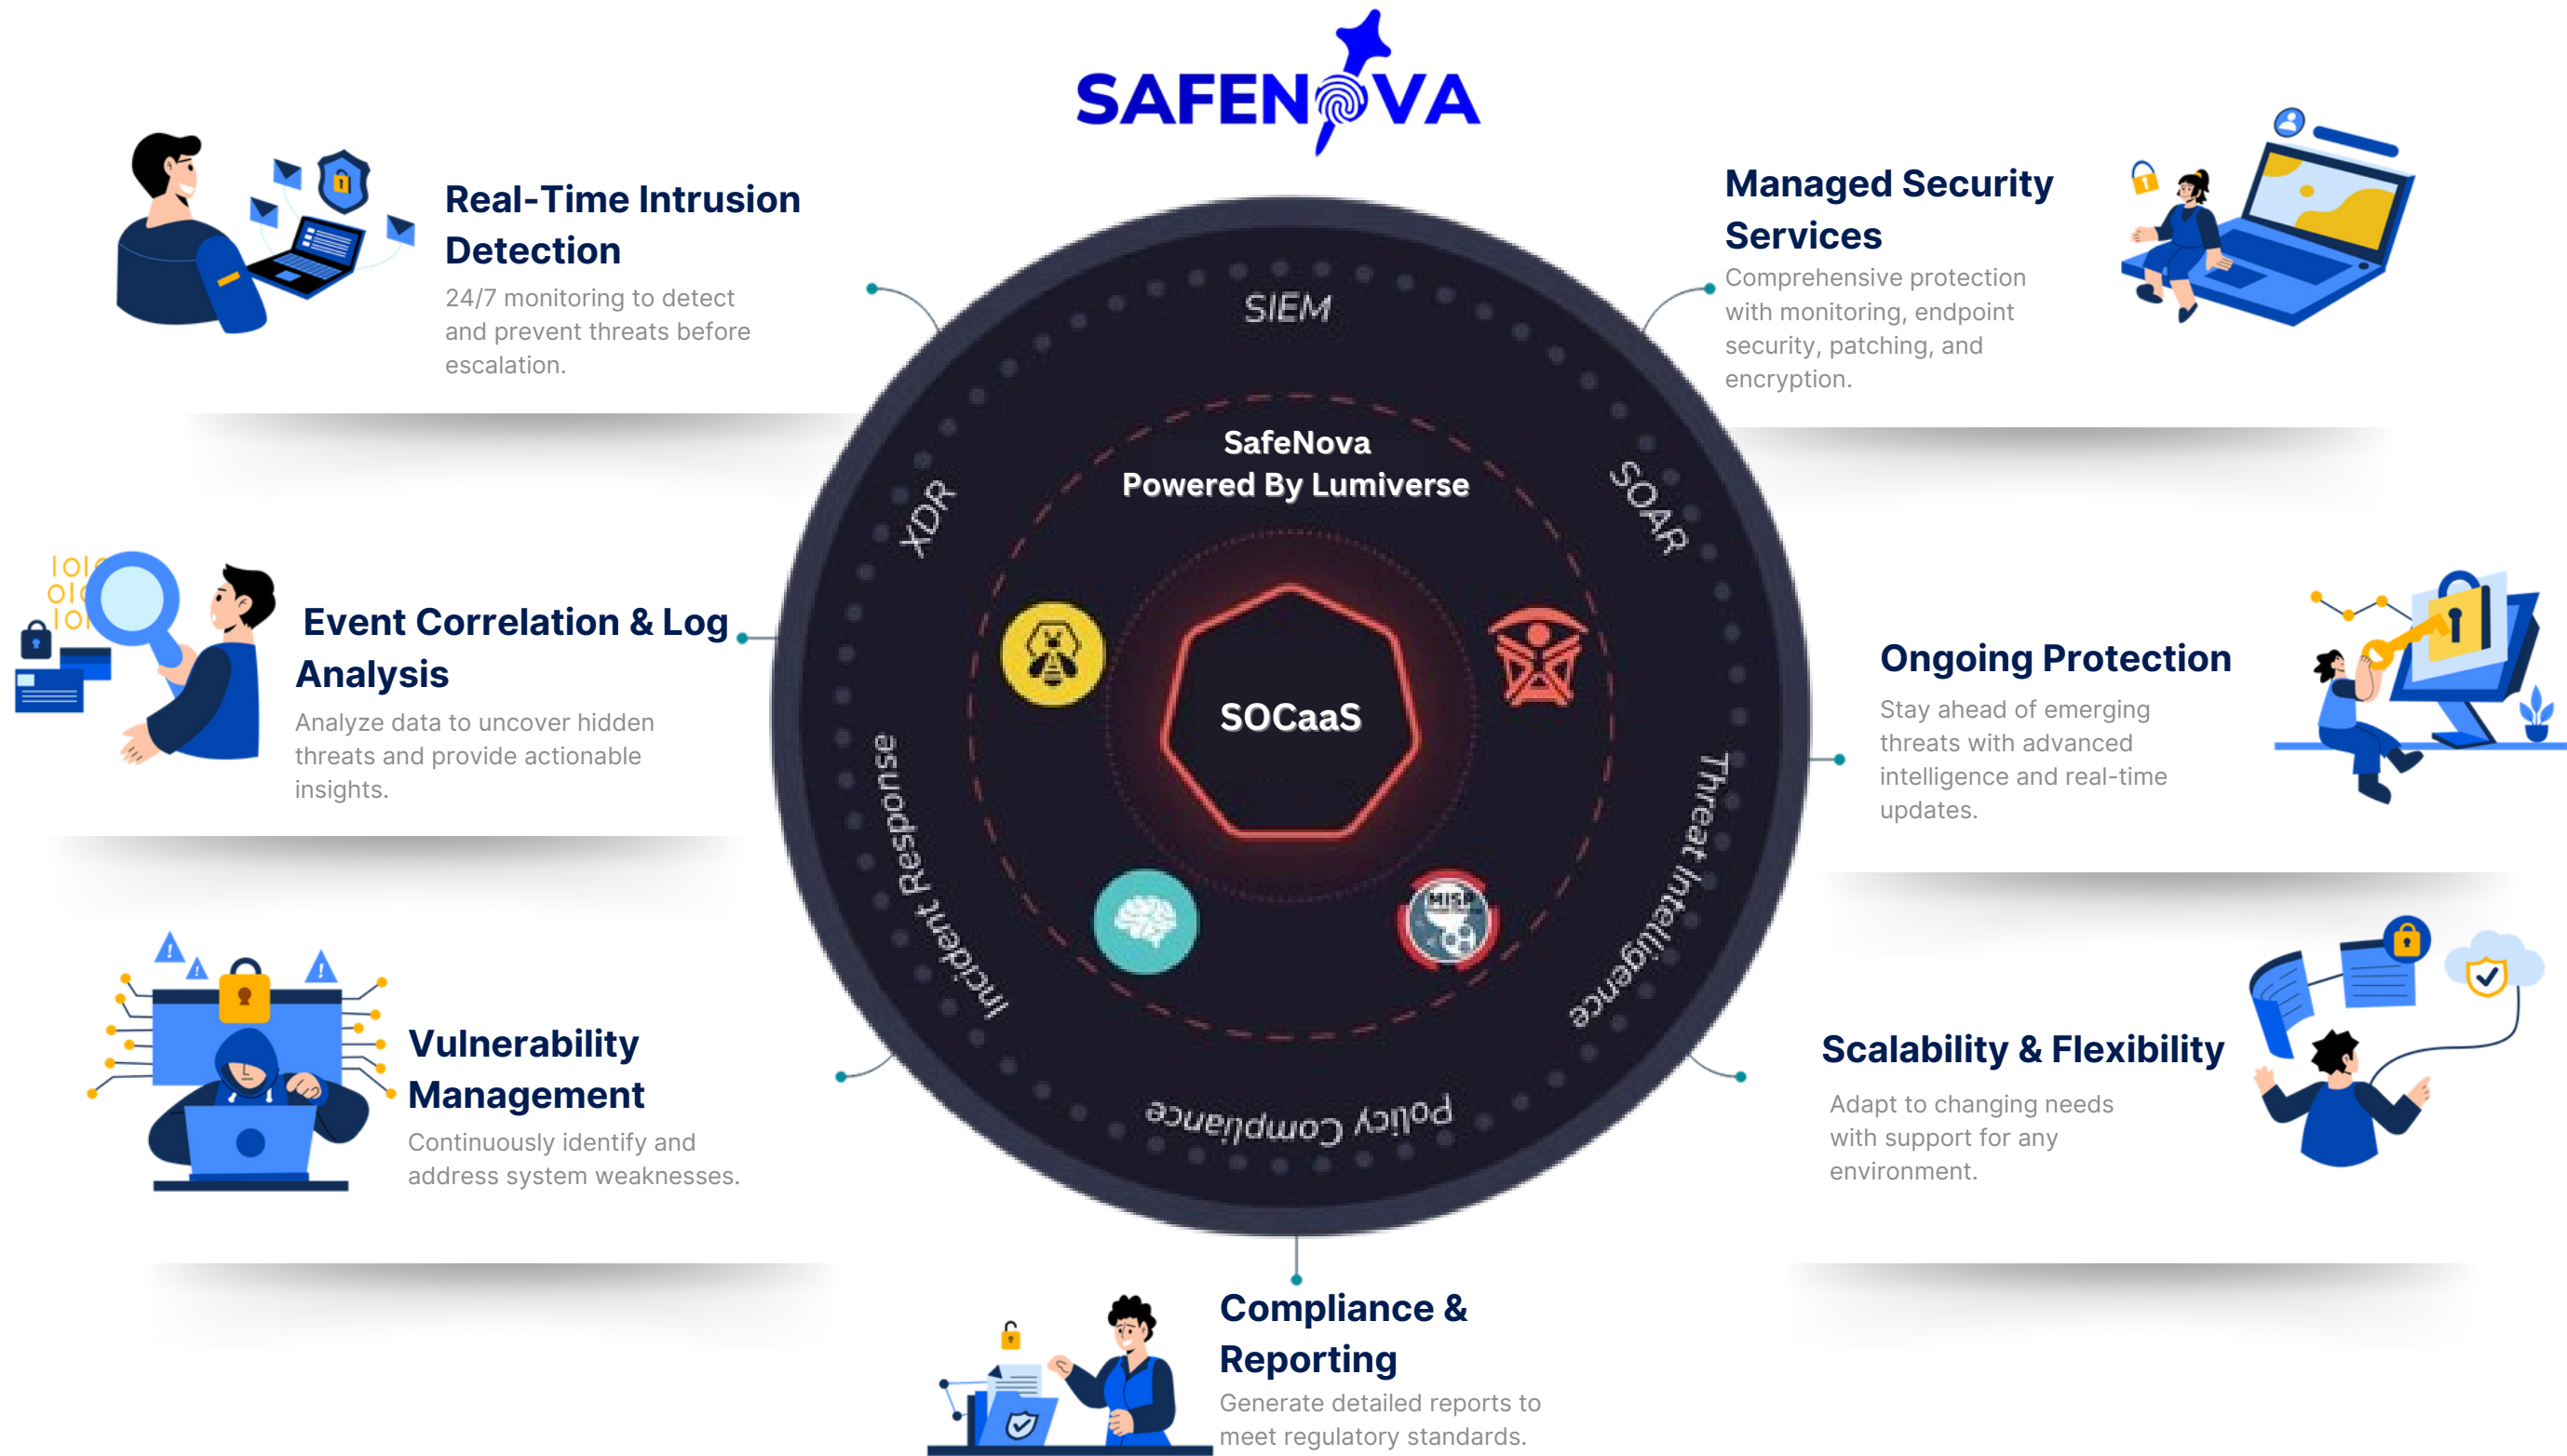 SAFENOVA
Real-Time Intrusion
Detection
24/7 monitoring to detect
and prevent threats before
escalation.
Event Correlation & Log
Analysis
Analyze data to uncover hidden
threats and provide actionable
insights.
Vulnerability
Management
Continuously identify and
address system weaknesses.
SIEM
XDR
SOAR
SafeNova
Powered By Lumiverse
SOCaaS
Incident Response
Threat Intelligence
MISP
Policy Compliance
Managed Security
Services
Comprehensive protection
with monitoring, endpoint
security, patching, and
encryption.
Ongoing Protection
Stay ahead of emerging
threats with advanced
intelligence and real-time
updates.
Scalability & Flexibility
Adapt to changing needs
with support for any
environment.
Compliance &
Reporting
Generate detailed reports to
meet regulatory standards.